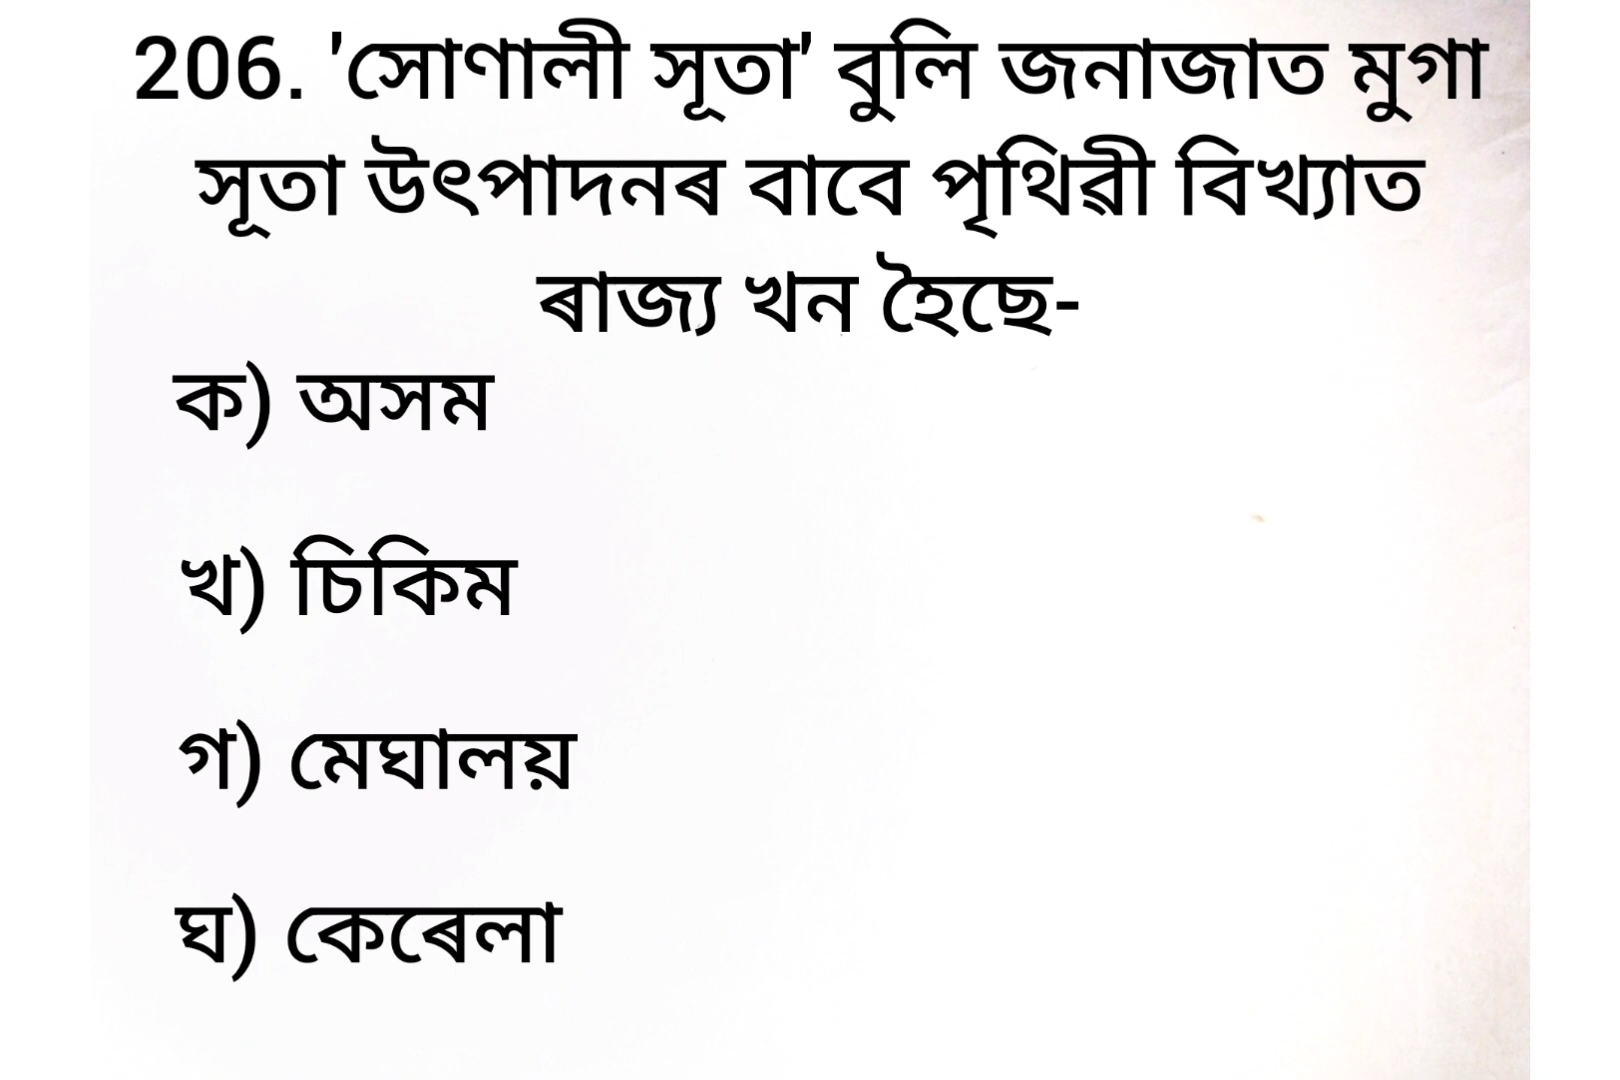 206. 'সোণালী সূতা' বুলি জনাজাত মুগা
সূতা উৎপাদনৰ বাবে পৃথিৱী বিখ্যাত
ৰাজ্য খন হৈছে-
ক) অসম
খ) চিকিম
গ) মেঘালয়
ঘ) কেৰেলা